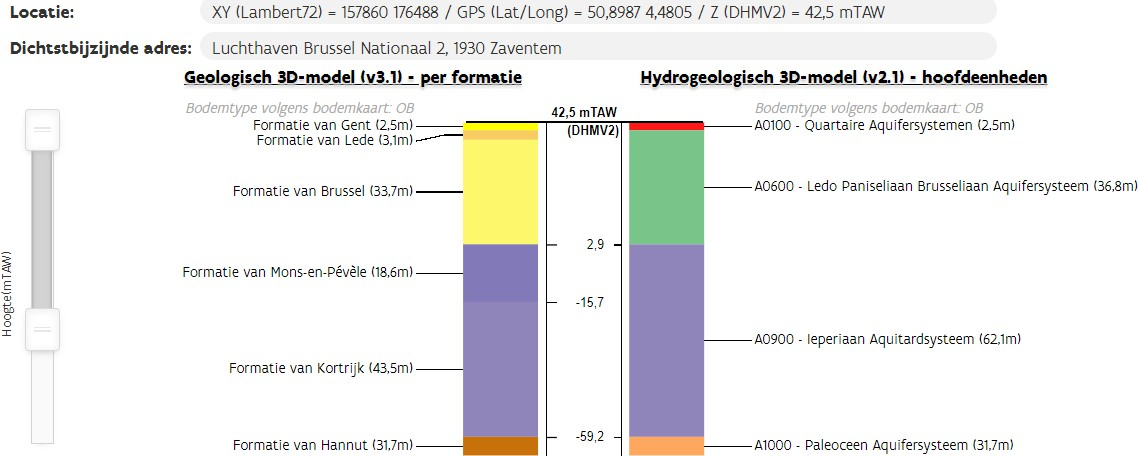 Locatie: XY (Lambert72) = 157860 176488 / GPS (Lat/Long) = 50,8987 4,4805 / Z (DHMV2) = 42,5 mTAW
Dichtstbijzijnde adres: Luchthaven Brussel Nationaal 2, 1930 Zaventem
Geologisch 3D-model (v3.1) - per formatie
Hydrogeologisch 3D-model (v2.1) - hoofdeenheden
Bodemtype volgens bodemkaart: OB
Bodemtype volgens bodemkaart: OB
42,5 mTAW
(DHMV2)
Formatie van Gent (2,5m)
A0100 - Quartaire Aquifersystemen (2,5m)
Formatie van Lede (3,1m)
Formatie van Brussel (33,7m)
A0600 - Ledo Paniseliaan Brusseliaan Aquifersysteem (36,8m)
2,9
Formatie van Mons-en-Pévèle (18,6m)
-15,7
A0900 - Ieperiaan Aquitardsysteem (62,1m)
Formatie van Kortrijk (43,5m)
-59,2
Formatie van Hannut (31,7m)
A1000 - Paleoceen Aquifersysteem (31,7m)
Hoogte(mTAW)